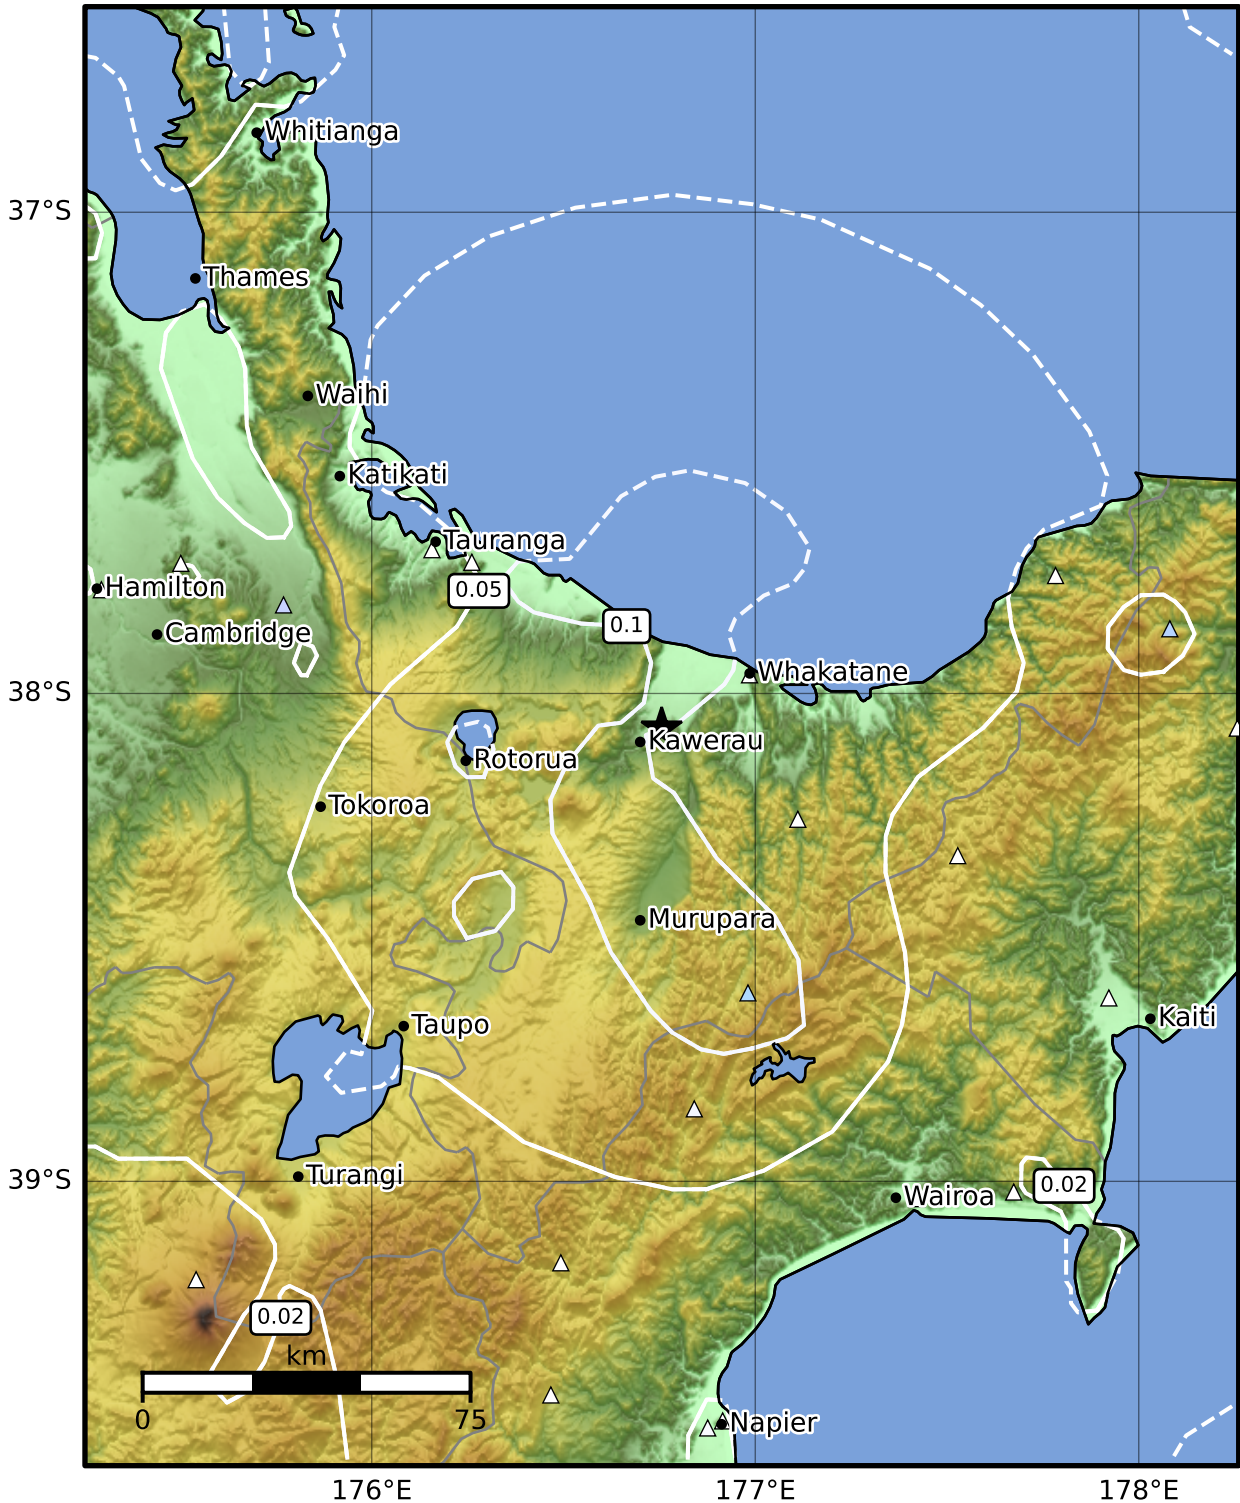 Whitianga
37°S
Thames
Waihi
Katikati
Tauranga
0.05
Hamilton
0.1
Cambridge
Whakatane
38°S
Kawerau
Rotorua
Tokoroa
Murupara
Kaiti
Taupo
39°S
Turangi
0.02
Wairoa
0.02
km
0
75
Napier
176°E
177°E
178°E